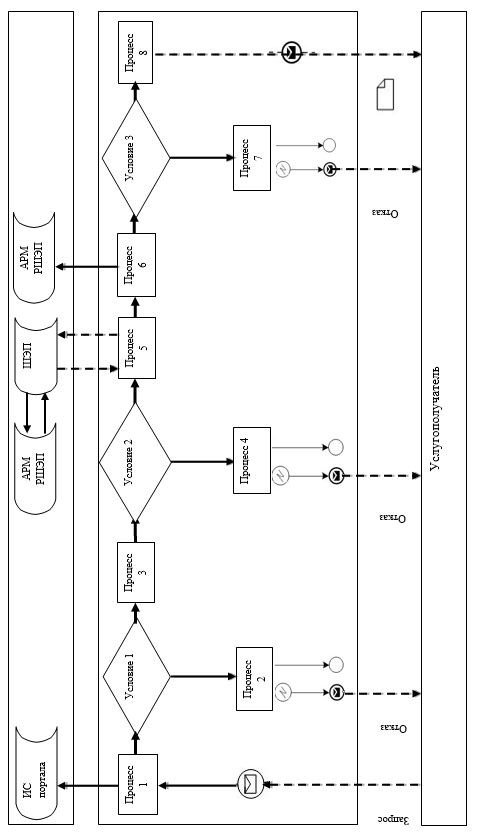 ИС
портала
АРМ
РШЭП
ПЭШ
АРМ
РШЭП
Процесс
1
Условие 1
Процесс
3
Условие 2
Процесс
5
Процесс
6
Условие 3
Процесс
8
Процесс
2
Процесс 4
Процесс
7
Запрос
Отказ
Отказ
Отказ
Услугополучатель